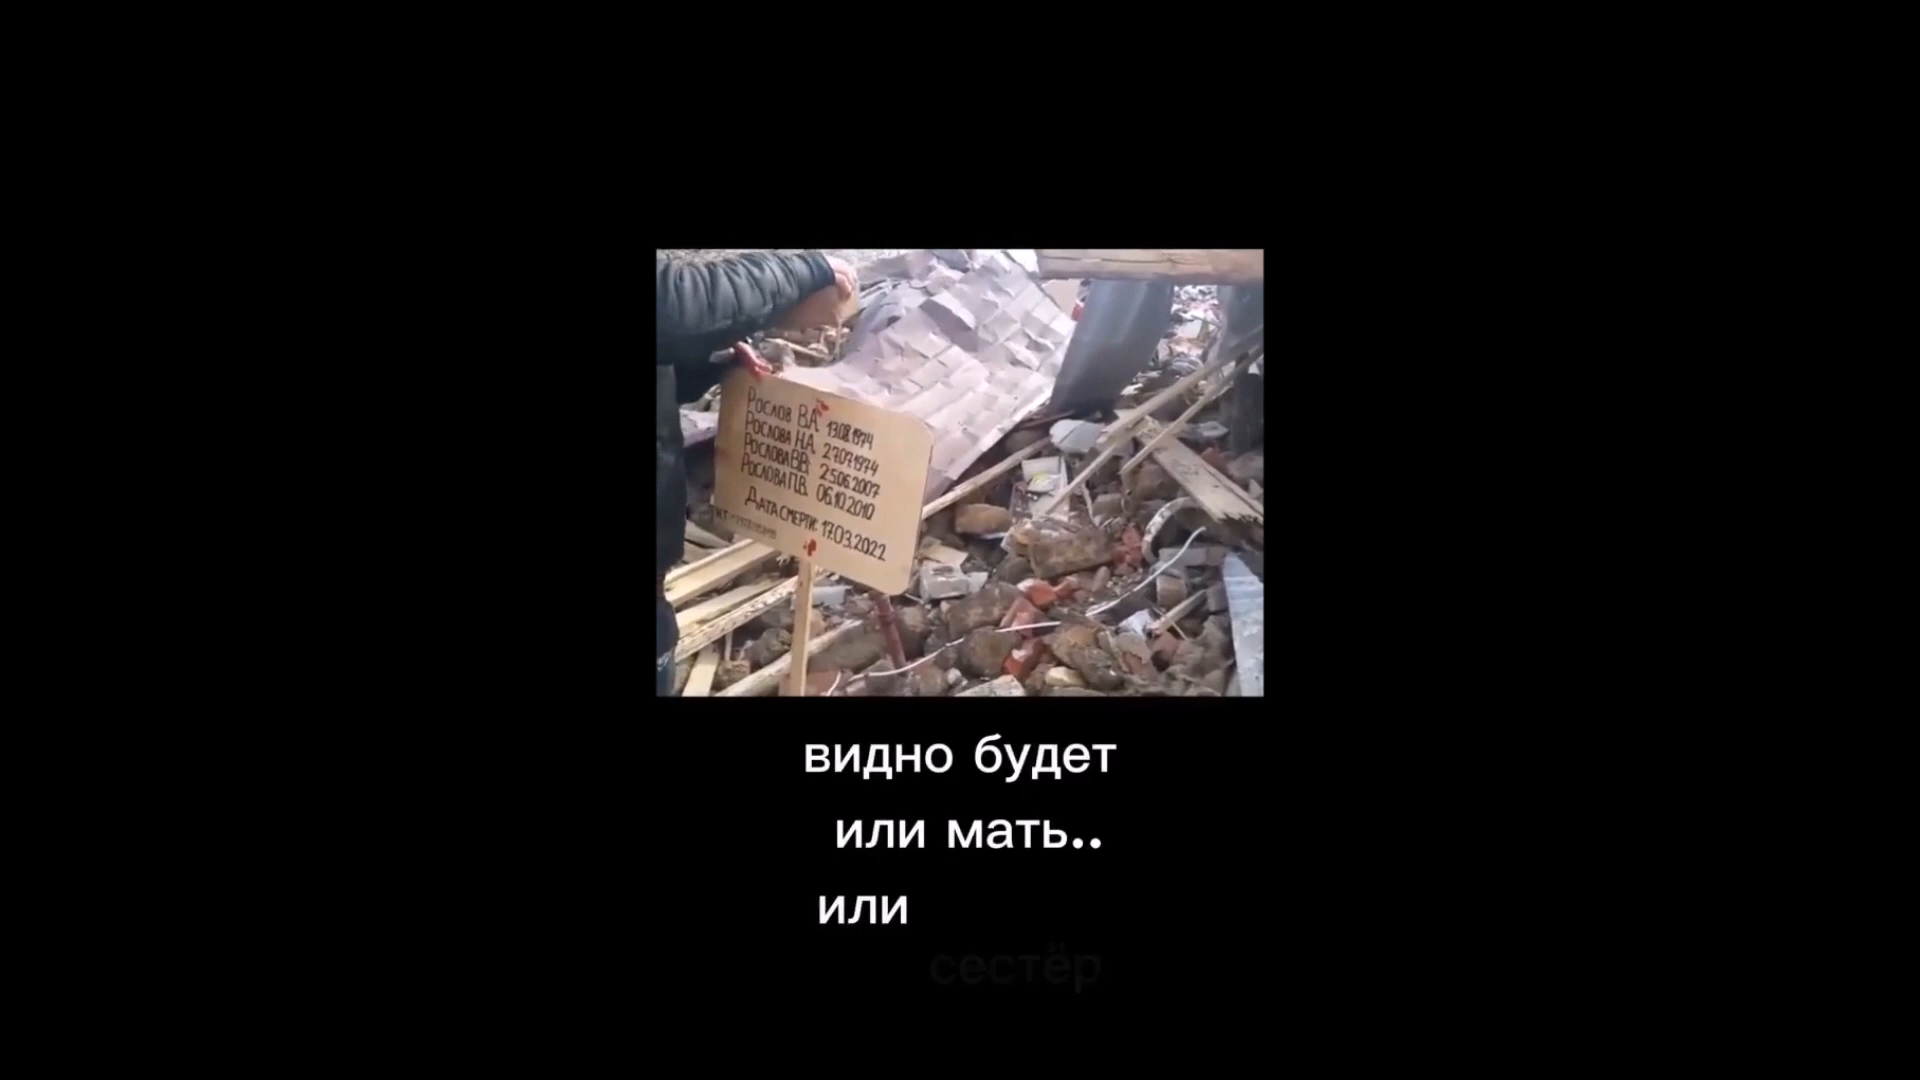 Рослов В.А. 13.08.1974
Рослова Н.А. 27.07.1974
Рослова В.В. 25.06.2007
Рослова П.В. 06.10.2010
Дата смерти: 17.03.2022
видно будет
или мать..
или
сестёр